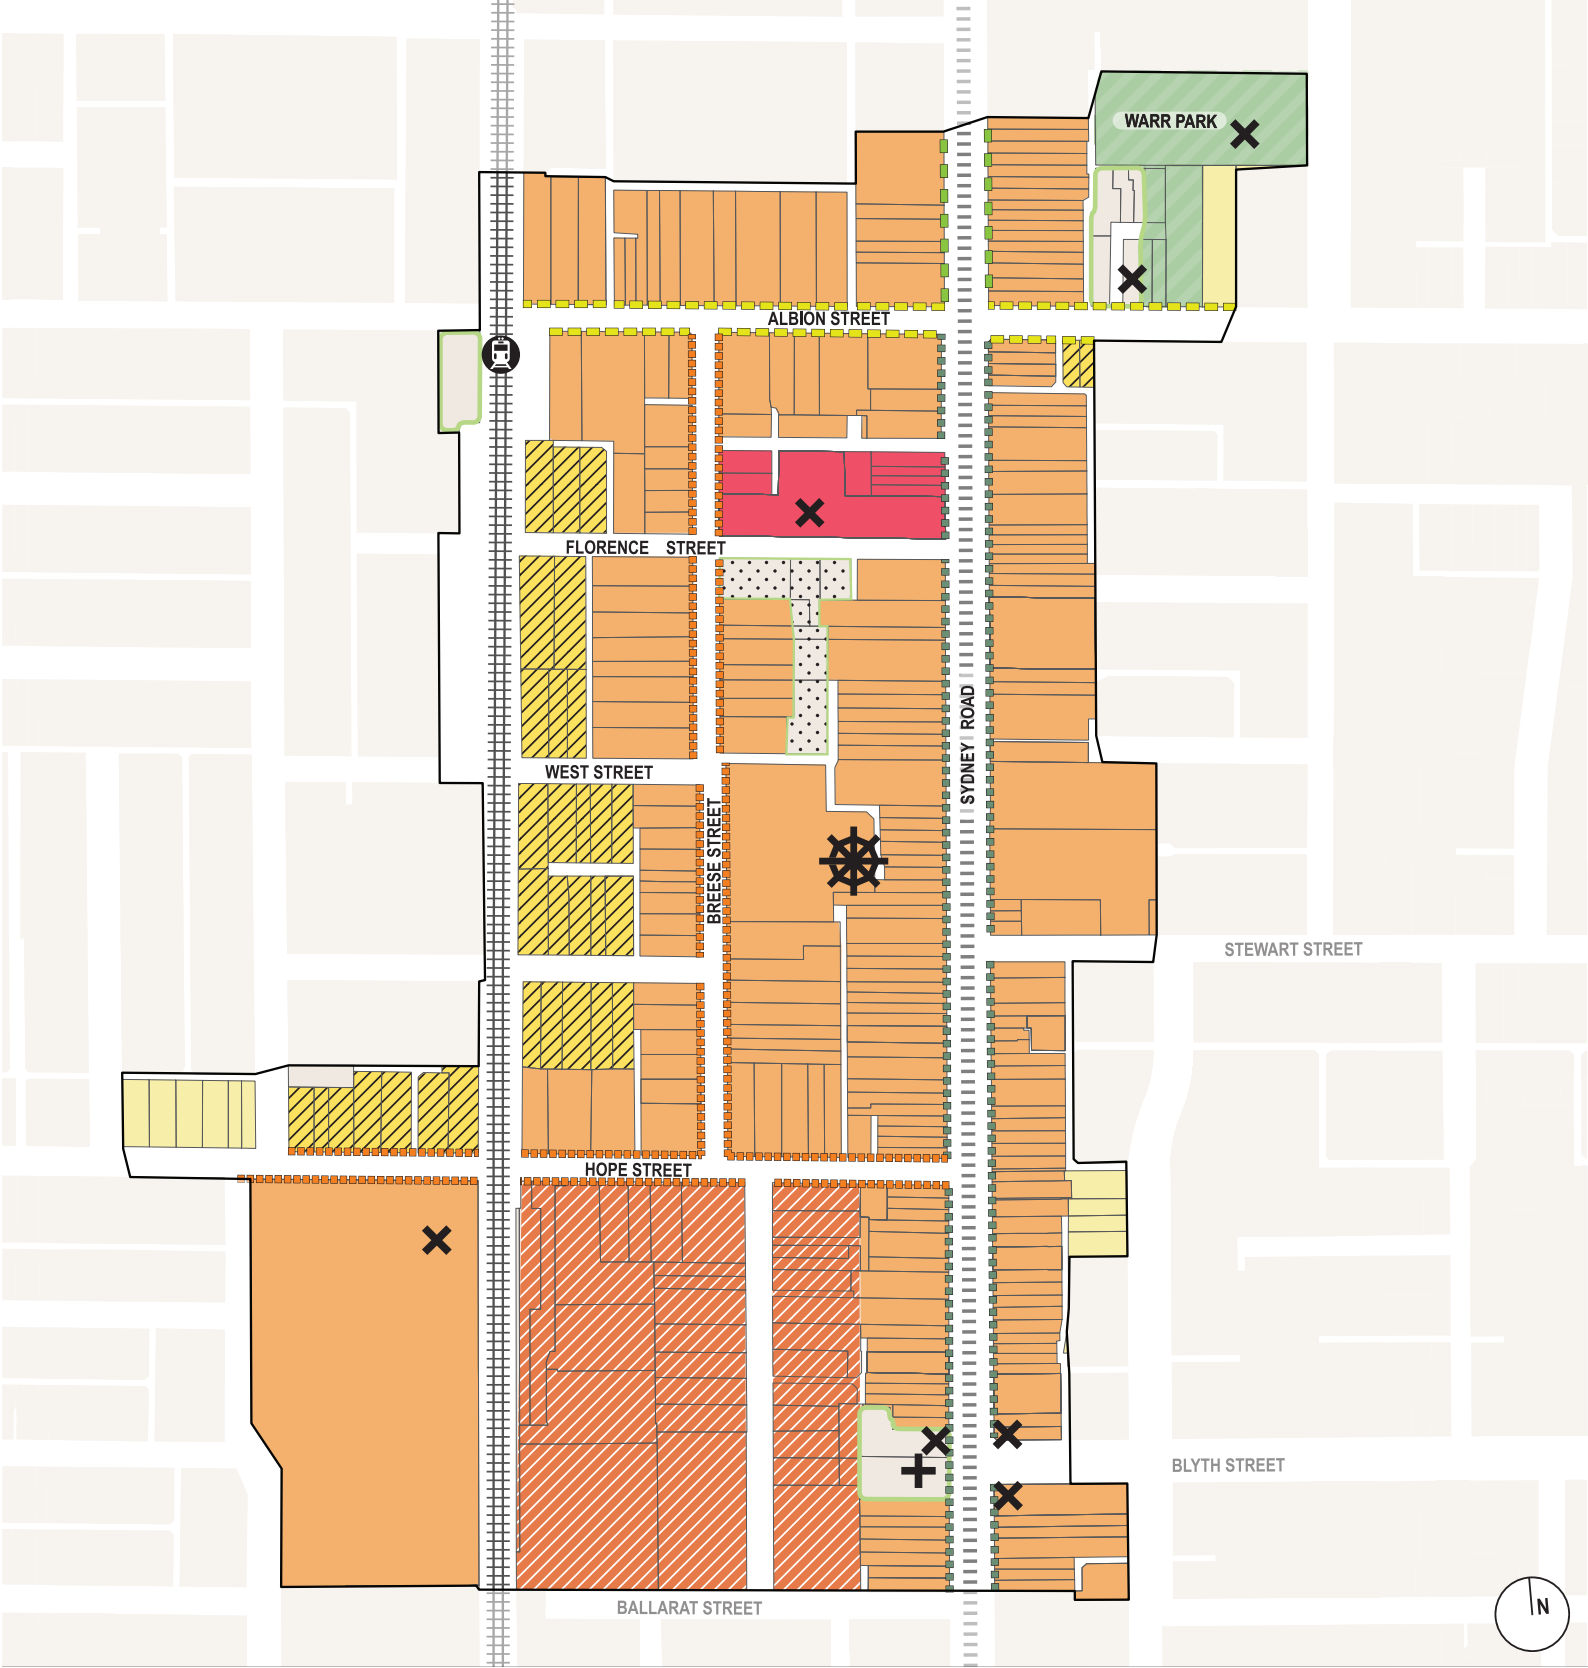 WARR PARK
ALBION STREET
FLORENCE STREET
SYDNEY ROAD
WEST STREET
BREESE STREET
STEWART STREET
HOPE STREET
BLYTH STREET
BALLARAT STREET
N